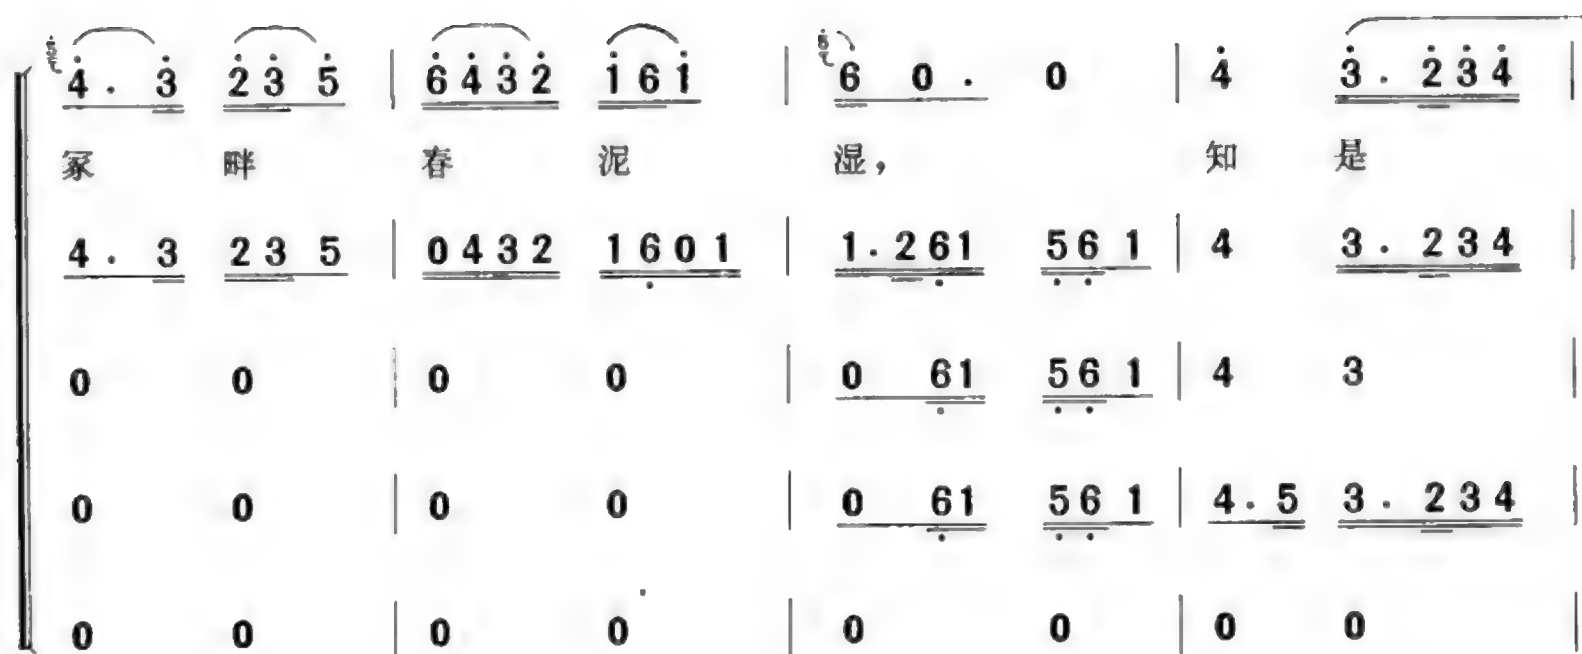 4̇ . 3̇ 2̇ 3̇ 5̇ | 6̇ 4̇ 3̇ 2̇ 1̇ 6 1̇ | 6 0 . 0 | 4̇ 3̇ . 2̇ 3̇ 4̇ |
冢 畔 春 泥 湿， 知 是
4 . 3 2 3 5 | 0 4 3 2 1 6̣ 0 1 | 1 . 2 6̣ 1 5̣ 6̣ 1 | 4 3 . 2 3 4 |
0 0 | 0 0 | 0 6̣ 1 5̣ 6̣ 1 | 4 3 |
0 0 | 0 0 | 0 6̣ 1 5̣ 6̣ 1 | 4 . 5 3 . 2 3 4 |
0 0 | 0 0 | 0 0 | 0 0 |